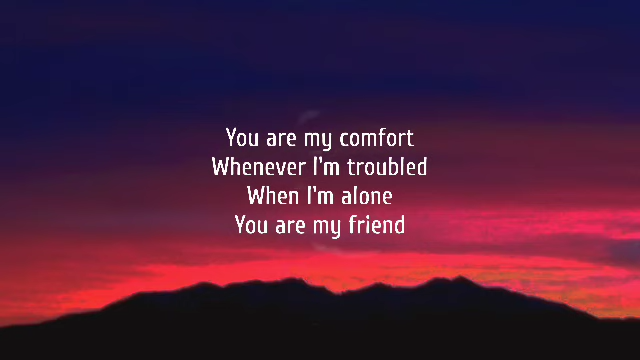 You are my comfort
Whenever I'm troubled
When I'm alone
You are my friend